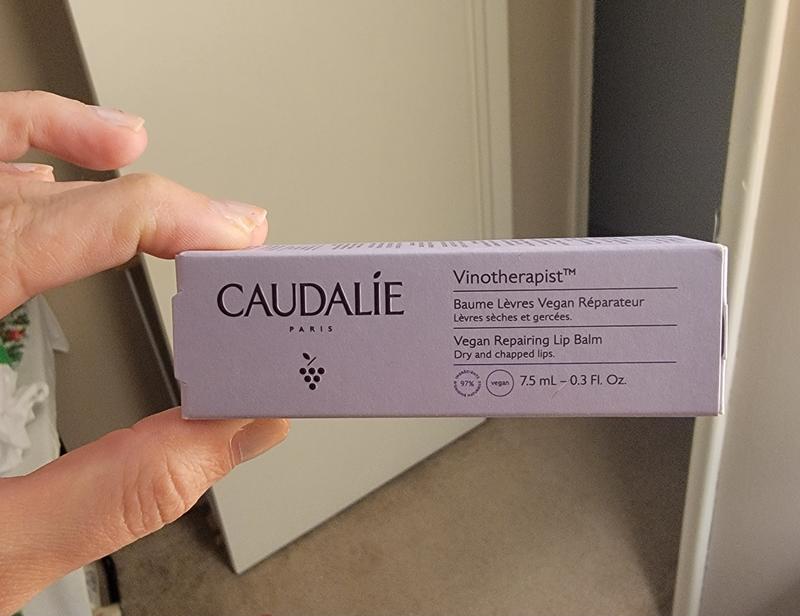 CAUDALÍE
PARIS
Vinotherapist™
Baume Lèvres Vegan Réparateur
Lèvres sèches et gercées.
Vegan Repairing Lip Balm
Dry and chapped lips.
97%
vegan
7.5 mL – 0.3 Fl. Oz.